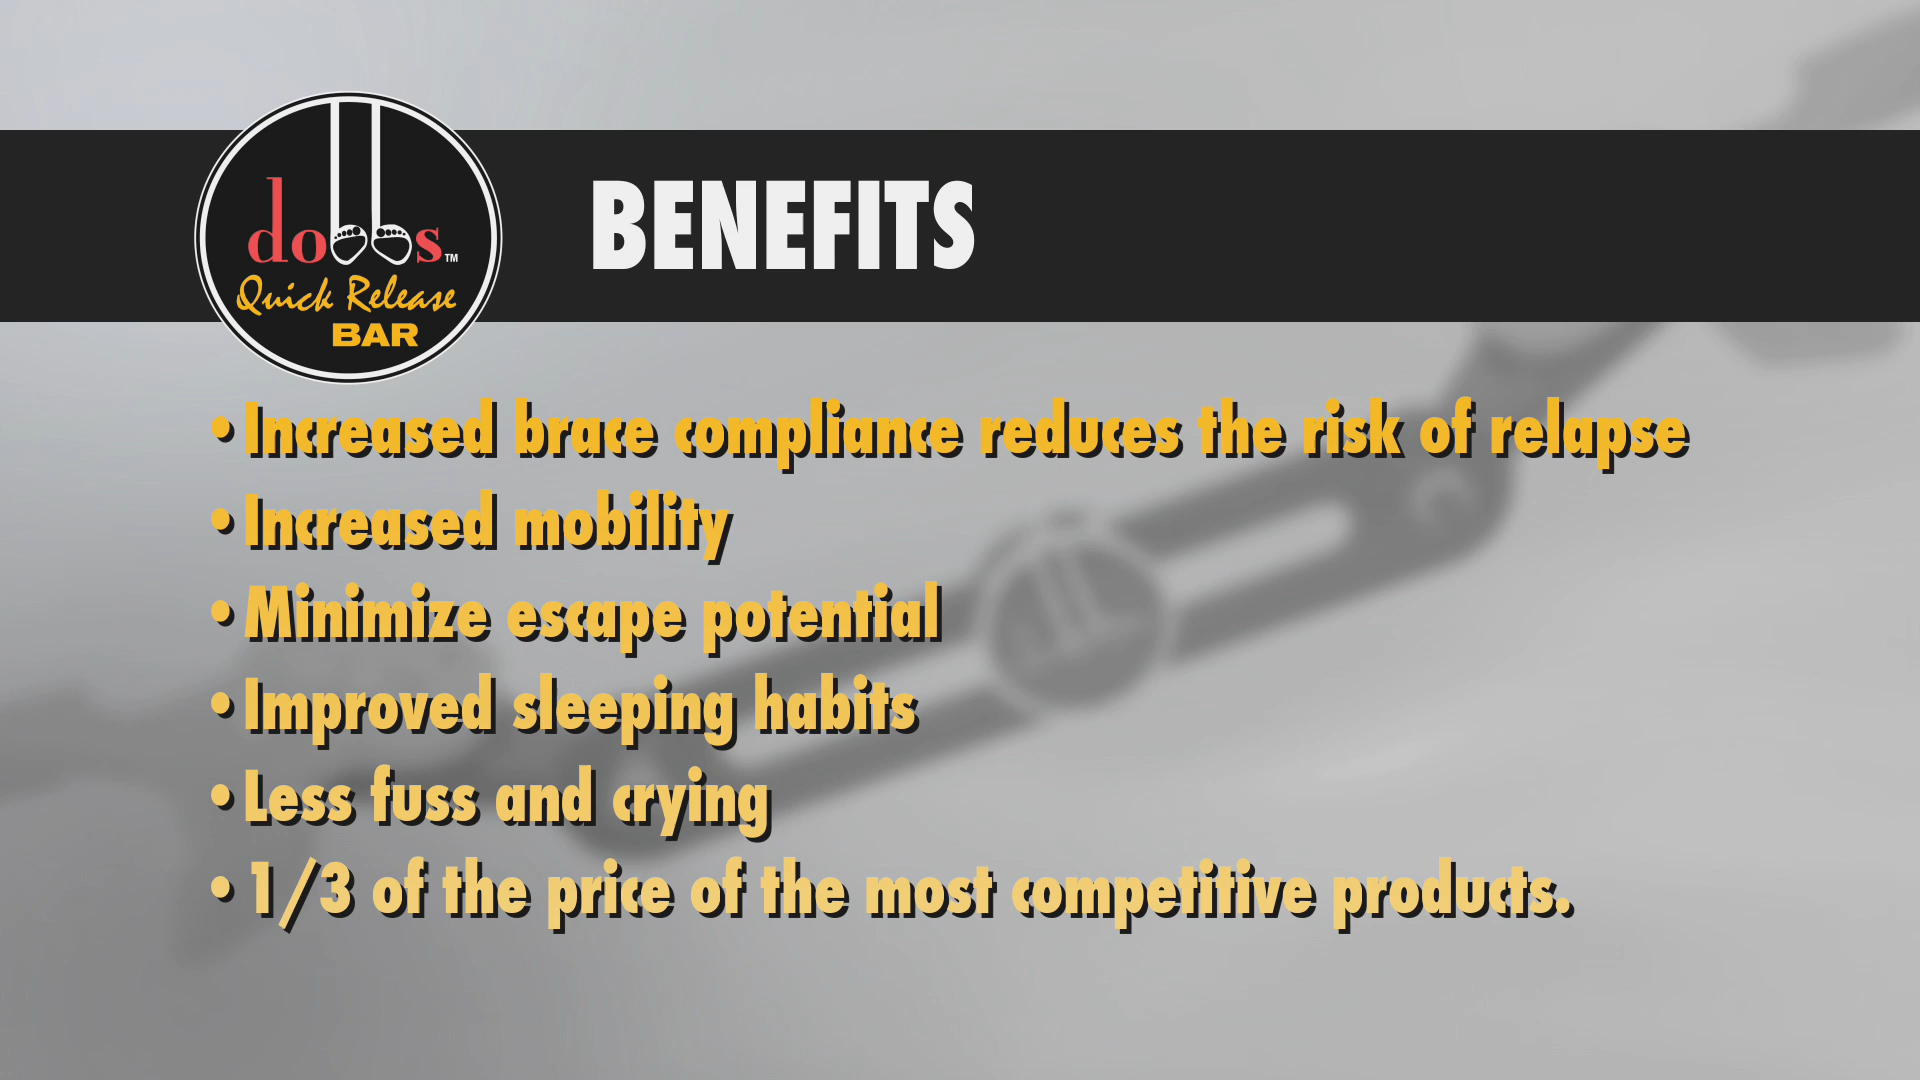 dobbs™
Quick Release
BAR
BENEFITS
• Increased brace compliance reduces the risk of relapse
• Increased mobility
• Minimize escape potential
• Improved sleeping habits
• Less fuss and crying
• 1/3 of the price of the most competitive products.